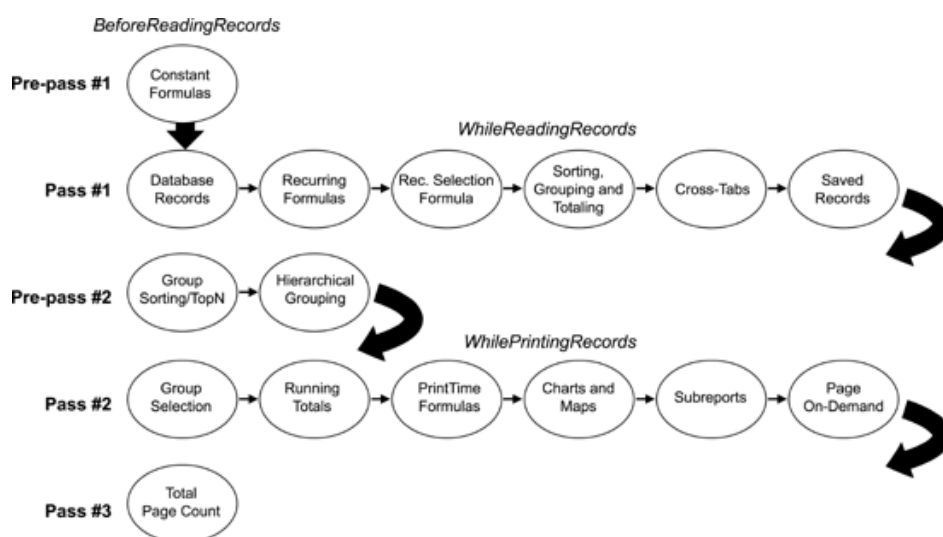 BeforeReadingRecords
Pre-pass #1
Constant
Formulas
WhileReadingRecords
Pass #1
Database
Records
Recurring
Formulas
Rec. Selection
Formula
Sorting,
Grouping and
Totaling
Cross-Tabs
Saved
Records
Pre-pass #2
Group
Sorting/TopN
Hierarchical
Grouping
WhilePrintingRecords
Pass #2
Group
Selection
Running
Totals
PrintTime
Formulas
Charts and
Maps
Subreports
Page
On-Demand
Pass #3
Total
Page Count